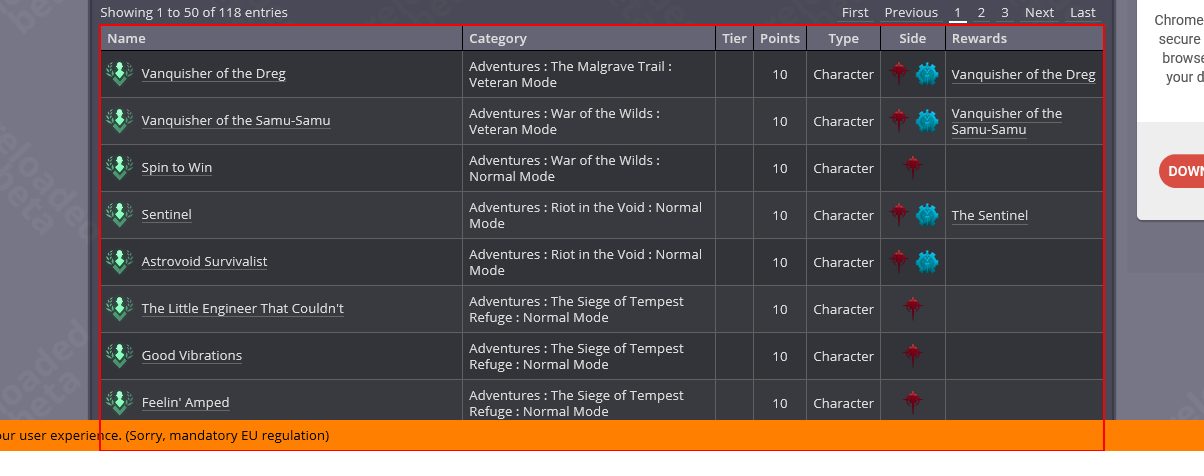 Showing 1 to 50 of 118 entries
First Previous 1 2 3 Next Last
Name Category Tier Points Type Side Rewards
Vanquisher of the Dreg Adventures : The Malgrave Trail : Veteran Mode 10 Character Vanquisher of the Dreg
Vanquisher of the Samu-Samu Adventures : War of the Wilds : Veteran Mode 10 Character Vanquisher of the Samu-Samu
Spin to Win Adventures : War of the Wilds : Normal Mode 10 Character
Sentinel Adventures : Riot in the Void : Normal Mode 10 Character The Sentinel
Astrovoid Survivalist Adventures : Riot in the Void : Normal Mode 10 Character
The Little Engineer That Couldn't Adventures : The Siege of Tempest Refuge : Normal Mode 10 Character
Good Vibrations Adventures : The Siege of Tempest Refuge : Normal Mode 10 Character
Feelin' Amped Adventures : The Siege of Tempest Refuge : Normal Mode 10 Character
our user experience. (Sorry, mandatory EU regulation)
Chrome
secure
browse
your d
DOWN